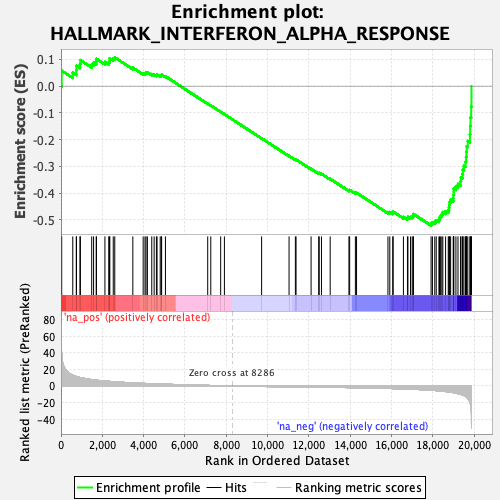 Enrichment plot:
HALLMARK_INTERFERON_ALPHA_RESPONSE
Enrichment score (ES)
0.1
0.0
-0.1
-0.2
-0.3
-0.4
-0.5
'na_pos' (positively correlated)
Ranked list metric (PreRanked)
80
60
40
20
0
-20
-40
Zero cross at 8286
'na_neg' (negatively correlated)
0
2,000
4,000
6,000
8,000
10,000
12,000
14,000
16,000
18,000
20,000
Rank in Ordered Dataset
Enrichment profile
Hits
Ranking metric scores